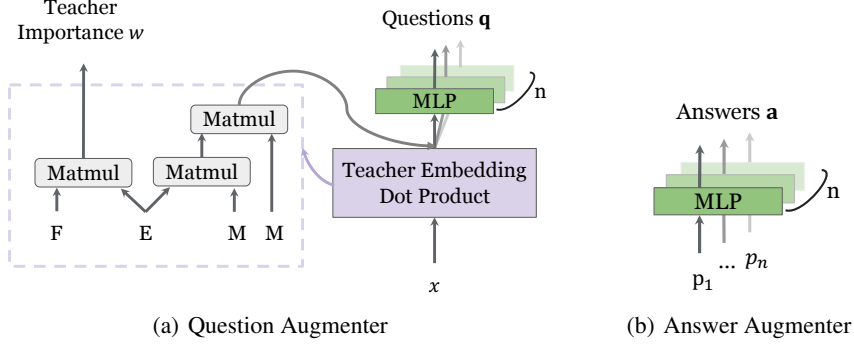 Teacher
Importance w
Questions q
n
MLP
Matmul
Matmul
Matmul
Teacher Embedding
Dot Product
F
E
M
M
x
(a) Question Augmenter
Answers a
n
MLP
p₁
... pₙ
(b) Answer Augmenter